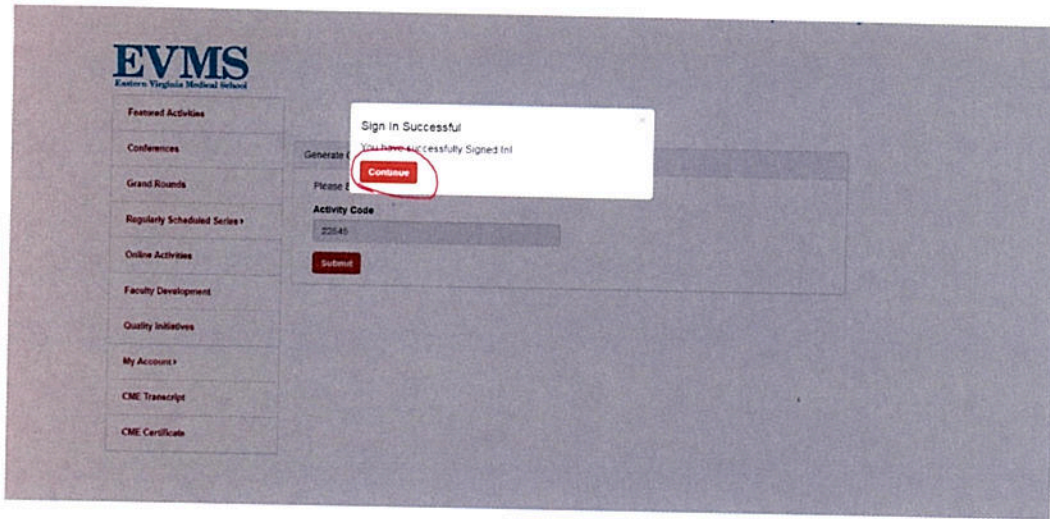 EVMS
Eastern Virginia Medical School
Featured Activities
Conferences
Grand Rounds
Regularly Scheduled Series
Online Activities
Faculty Development
Quality Initiatives
My Account
CME Transcript
CME Certificate
Sign In Successful
×
You have successfully Signed In!
Continue
Generate
Please
Activity Code
22545
Submit